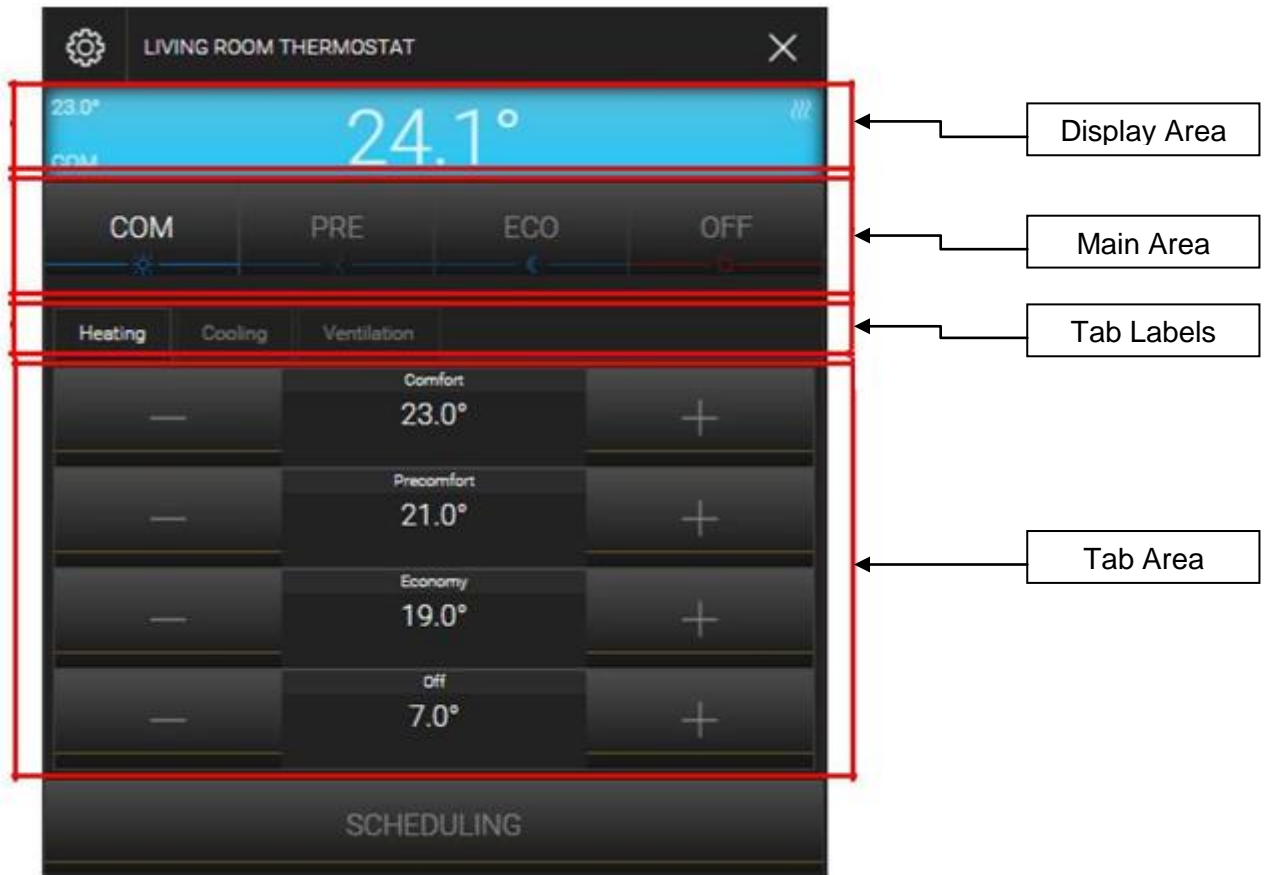 LIVING ROOM THERMOSTAT
23.0°
24.1°
COM
Display Area
COM PRE ECO OFF
Main Area
Heating Cooling Ventilation
Tab Labels
Comfort
— 23.0° +
Precomfort
— 21.0° +
Economy
— 19.0° +
Tab Area
Off
— 7.0° +
SCHEDULING